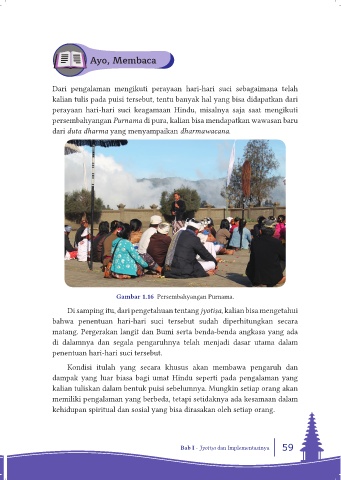 Ayo, Membaca
Dari pengalaman mengikuti perayaan hari-hari suci sebagaimana telah
kalian tulis pada puisi tersebut, tentu banyak hal yang bisa didapatkan dari
perayaan hari-hari suci keagamaan Hindu, misalnya saja saat mengikuti
persembahyangan Purnama di pura, kalian bisa mendapatkan wawasan baru
dari duta dharma yang menyampaikan dharmawacana.
Gambar 1.16 Persembahyangan Purnama.
Di samping itu, dari pengetahuan tentang jyotisa, kalian bisa mengetahui
bahwa penentuan hari-hari suci tersebut sudah diperhitungkan secara
matang. Pergerakan langit dan Bumi serta benda-benda angkasa yang ada
di dalamnya dan segala pengaruhnya telah menjadi dasar utama dalam
penentuan hari-hari suci tersebut.
Kondisi itulah yang secara khusus akan membawa pengaruh dan
dampak yang luar biasa bagi umat Hindu seperti pada pengalaman yang
kalian tuliskan dalam bentuk puisi sebelumnya. Mungkin setiap orang akan
memiliki pengalaman yang berbeda, tetapi setidaknya ada kesamaan dalam
kehidupan spiritual dan sosial yang bisa dirasakan oleh setiap orang.
Bab I - Jyotisa dan Implementasinya 59